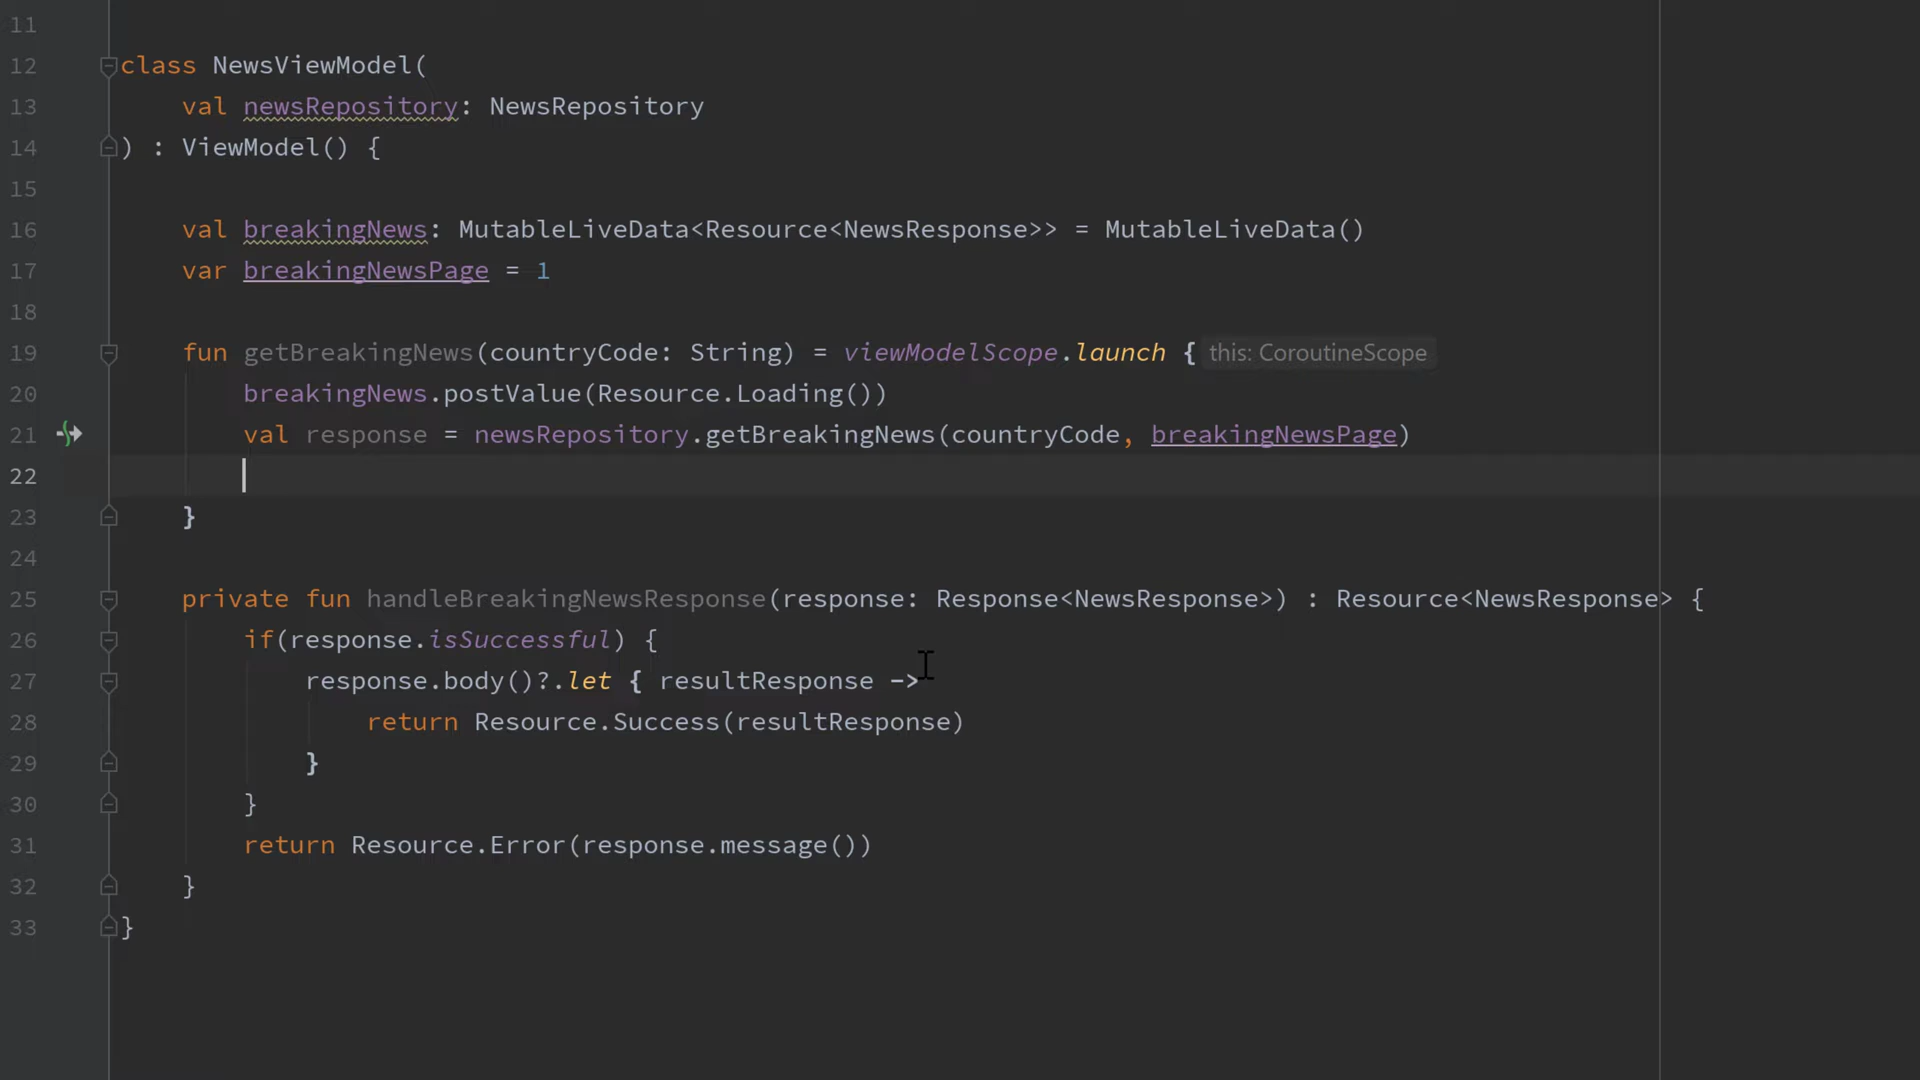 11
12 class NewsViewModel(
13 val newsRepository: NewsRepository
14 ) : ViewModel() {
15
16 val breakingNews: MutableLiveData<Resource<NewsResponse>> = MutableLiveData()
17 var breakingNewsPage = 1
18
19 fun getBreakingNews(countryCode: String) = viewModelScope.launch { this: CoroutineScope
20 breakingNews.postValue(Resource.Loading())
21 val response = newsRepository.getBreakingNews(countryCode, breakingNewsPage)
22
23 }
24
25 private fun handleBreakingNewsResponse(response: Response<NewsResponse>) : Resource<NewsResponse> {
26 if(response.isSuccessful) {
27 response.body()?.let { resultResponse ->
28 return Resource.Success(resultResponse)
29 }
30 }
31 return Resource.Error(response.message())
32 }
33 }